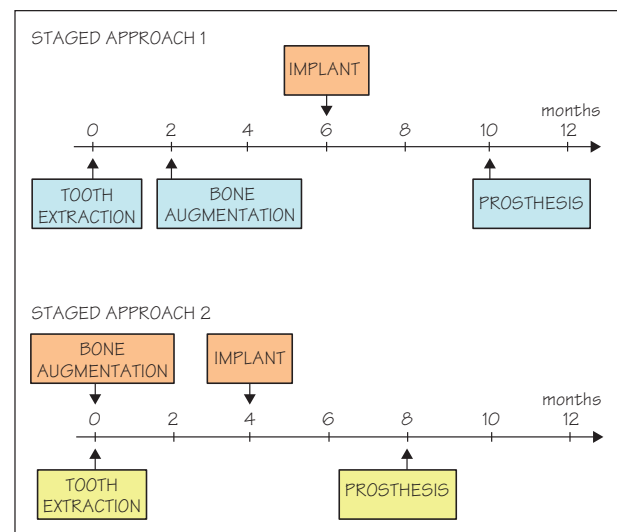 STAGED APPROACH 1
IMPLANT
months
0 2 4 6 8 10 12
TOOTH
EXTRACTION
BONE
AUGMENTATION
PROSTHESIS
STAGED APPROACH 2
BONE
AUGMENTATION
IMPLANT
months
0 2 4 6 8 10 12
TOOTH
EXTRACTION
PROSTHESIS